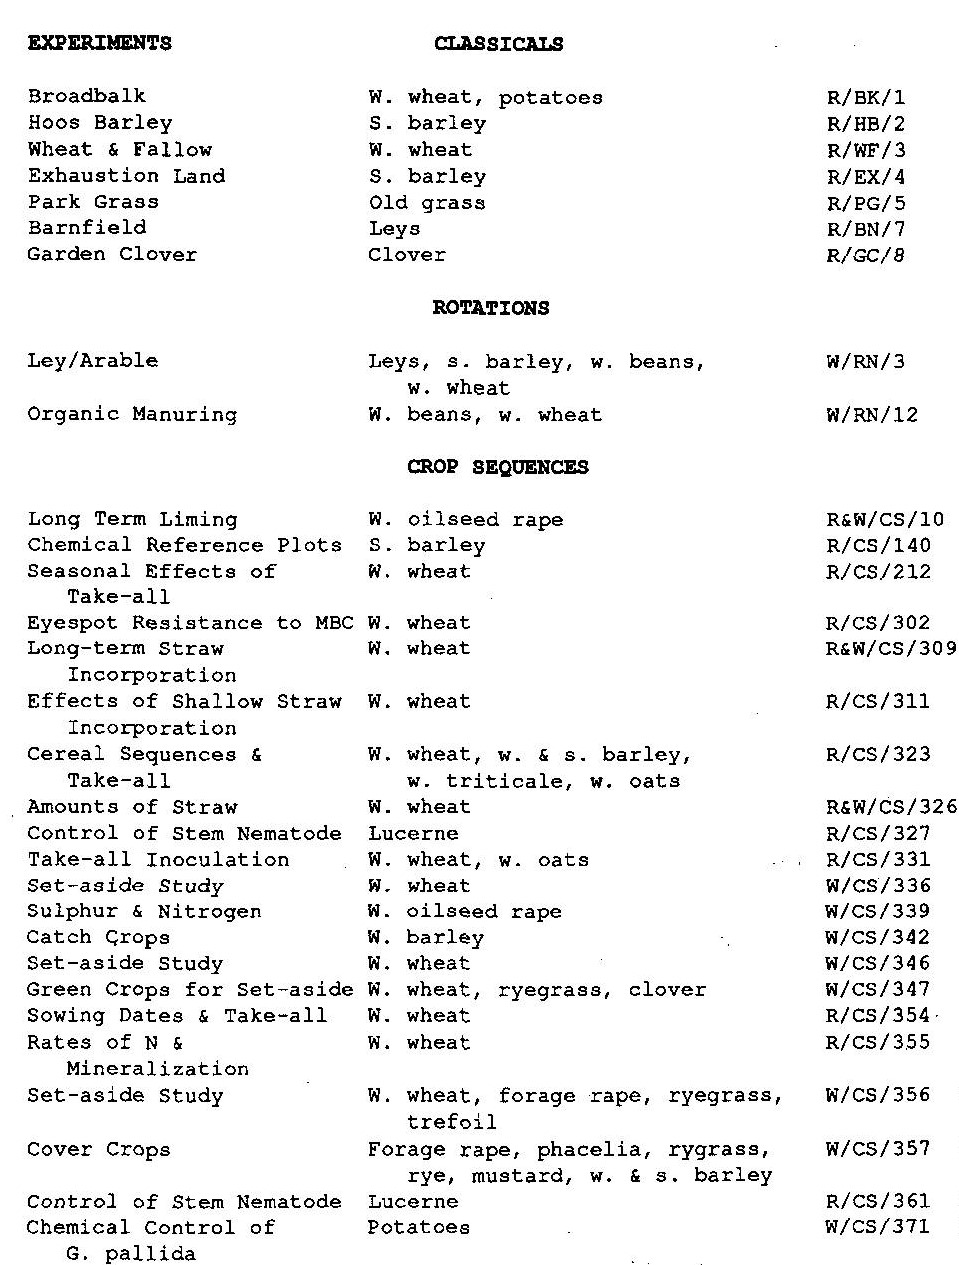 EXPERIMENTS CLASSICALS
Broadbalk W. wheat, potatoes R/BK/1
Hoos Barley S. barley R/HB/2
Wheat & Fallow W. wheat R/WF/3
Exhaustion Land S. barley R/EX/4
Park Grass Old grass R/PG/5
Barnfield Leys R/BN/7
Garden Clover Clover R/GC/8
ROTATIONS
Ley/Arable Leys, s. barley, w. beans, W/RN/3
w. wheat
Organic Manuring W. beans, w. wheat W/RN/12
CROP SEQUENCES
Long Term Liming W. oilseed rape R&W/CS/10
Chemical Reference Plots S. barley R/CS/140
Seasonal Effects of W. wheat R/CS/212
Take-all
Eyespot Resistance to MBC W. wheat R/CS/302
Long-term Straw W. wheat R&W/CS/309
Incorporation
Effects of Shallow Straw W. wheat R/CS/311
Incorporation
Cereal Sequences & W. wheat, w. & s. barley, R/CS/323
Take-all w. triticale, w. oats
Amounts of Straw W. wheat R&W/CS/326
Control of Stem Nematode Lucerne R/CS/327
Take-all Inoculation W. wheat, w. oats R/CS/331
Set-aside Study W. wheat W/CS/336
Sulphur & Nitrogen W. oilseed rape W/CS/339
Catch Crops W. barley W/CS/342
Set-aside Study W. wheat W/CS/346
Green Crops for Set-aside W. wheat, ryegrass, clover W/CS/347
Sowing Dates & Take-all W. wheat R/CS/354
Rates of N & W. wheat R/CS/355
Mineralization
Set-aside Study W. wheat, forage rape, ryegrass, W/CS/356
trefoil
Cover Crops Forage rape, phacelia, rygrass, W/CS/357
rye, mustard, w. & s. barley
Control of Stem Nematode Lucerne R/CS/361
Chemical Control of Potatoes W/CS/371
G. pallida